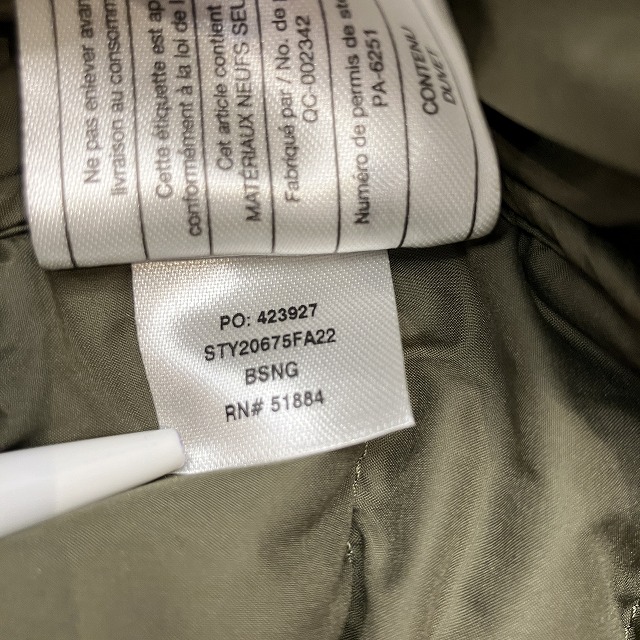 Ne pas enlever avan
livraison au consomm
Cette étiquette est ap
conformément à la loi de l
Cet article contient
MATÉRIAUX NEUFS SEU
Fabriqué par / No. de
QC-002342
Numéro de permis de sté
PA-6251
CONTENU
DUVET
PO: 423927
STY20675FA22
BSNG
RN# 51884